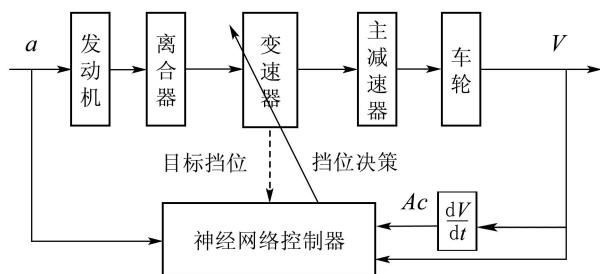 a
发动机
离合器
变速器
主减速器
车轮
V
目标挡位
挡位决策
Ac
dV
dt
神经网络控制器